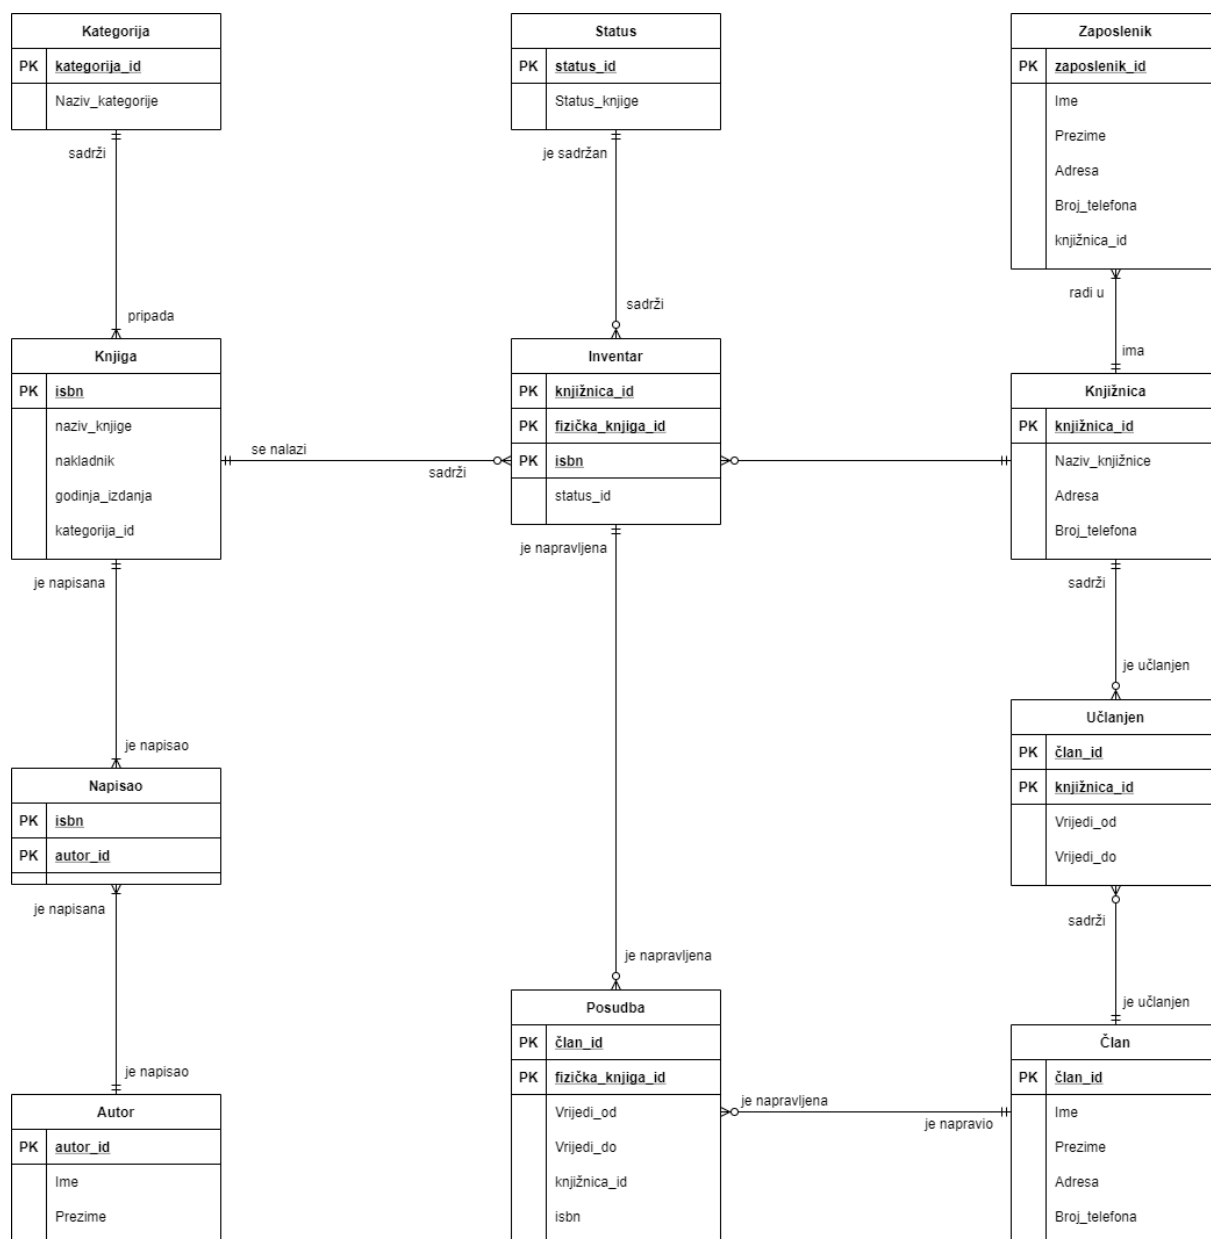 Kategorija
PK kategorija_id
Naziv_kategorije
sadrži
pripada
Status
PK status_id
Status_knjige
je sadržan
sadrži
Zaposlenik
PK zaposlenik_id
Ime
Prezime
Adresa
Broj_telefona
knjižnica_id
radi u
ima
Knjiga
PK isbn
naziv_knjige
nakladnik
godinja_izdanja
kategorija_id
se nalazi
sadrži
je napisana
je napisao
Inventar
PK knjižnica_id
PK fizička_knjiga_id
PK isbn
status_id
je napravljena
je napravljena
Knjižnica
PK knjižnica_id
Naziv_knjižnice
Adresa
Broj_telefona
sadrži
je učlanjen
Napisao
PK isbn
PK autor_id
je napisana
je napisao
Učlanjen
PK član_id
PK knjižnica_id
Vrijedi_od
Vrijedi_do
sadrži
je učlanjen
Autor
PK autor_id
Ime
Prezime
Posudba
PK član_id
PK fizička_knjiga_id
Vrijedi_od
Vrijedi_do
knjižnica_id
isbn
je napravljena
je napravio
Član
PK član_id
Ime
Prezime
Adresa
Broj_telefona